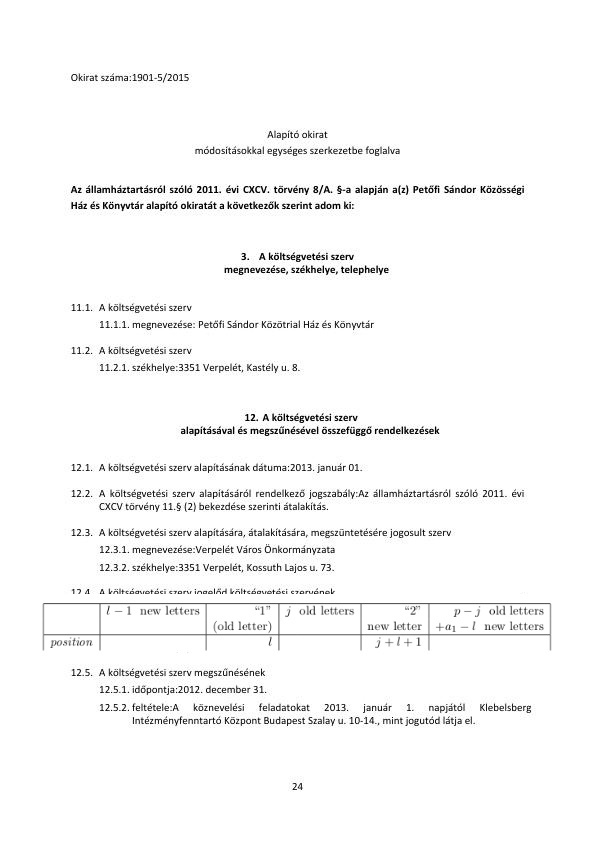 Okirat száma:1901-5/2015
Alapító okirat
módosításokkal egységes szerkezetbe foglalva
Az államháztartásról szóló 2011. évi CXCV. törvény 8/A. §-a alapján a(z) Petőfi Sándor Közösségi
Ház és Könyvtár alapító okiratát a következők szerint adom ki:
3. A költségvetési szerv
megnevezése, székhelye, telephelye
11.1. A költségvetési szerv
11.1.1. megnevezése: Petőfi Sándor Közötrial Ház és Könyvtár
11.2. A költségvetési szerv
11.2.1. székhelye:3351 Verpelét, Kastély u. 8.
12. A költségvetési szerv
alapításával és megszűnésével összefüggő rendelkezések
12.1. A költségvetési szerv alapításának dátuma:2013. január 01.
12.2. A költségvetési szerv alapításáról rendelkező jogszabály:Az államháztartásról szóló 2011. évi
CXCV törvény 11.§ (2) bekezdése szerinti átalakítás.
12.3. A költségvetési szerv alapítására, átalakítására, megszüntetésére jogosult szerv
12.3.1. megnevezése:Verpelét Város Önkormányzata
12.3.2. székhelye:3351 Verpelét, Kossuth Lajos u. 73.
12.4. A költségvetési szerv jogelőd költségvetési szervének
l − 1 new letters “1” j old letters “2” p − j old letters
(old letter) new letter +a₁ − l new letters
position l j + l + 1
12.5. A költségvetési szerv megszűnésének
12.5.1. időpontja:2012. december 31.
12.5.2. feltétele:A köznevelési feladatokat 2013. január 1. napjától Klebelsberg
Intézményfenntartó Központ Budapest Szalay u. 10-14., mint jogutód látja el.
24